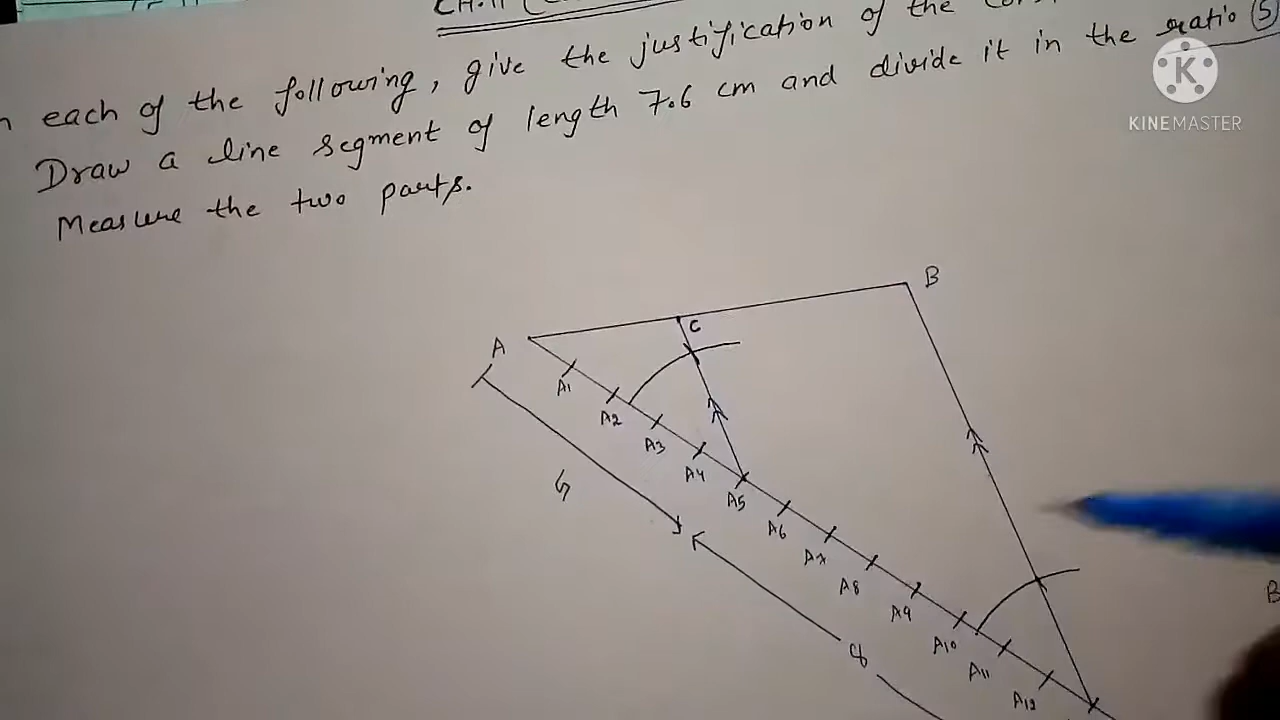 CH.11
each of the following, give the justification of the
Draw a line segment of length 7.6 cm and divide it in the ratio 5
Measure the two parts.
KINEMASTER
A
B
C
A1
A2
A3
A4
A5
A6
A7
A8
A9
A10
A11
A12
5
8
B